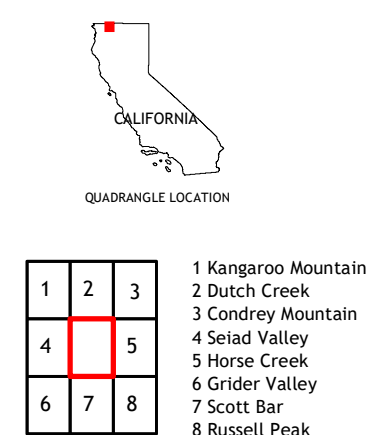 CALIFORNIA
QUADRANGLE LOCATION
1 2 3
4 5
6 7 8
1 Kangaroo Mountain
2 Dutch Creek
3 Condrey Mountain
4 Seiad Valley
5 Horse Creek
6 Grider Valley
7 Scott Bar
8 Russell Peak